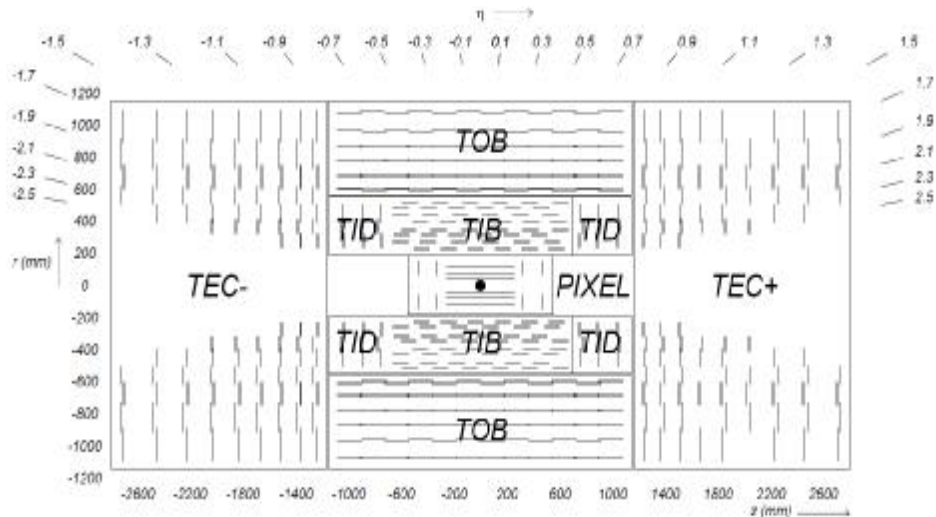 η
-1.5 -1.3 -1.1 -0.9 -0.7 -0.5 -0.3 -0.1 0.1 0.3 0.5 0.7 0.9 1.1 1.3 1.5
-1.7 1200 1.7
-1.9 1000 1.9
TOB
-2.1 800 2.1
-2.3 600 2.3
-2.5 2.5
400 TID TIB TID
r (mm) 200
0 TEC- PIXEL TEC+
-200
-400 TID TIB TID
-600
-800
-1000 TOB
-1200
-2600 -2200 -1800 -1400 -1000 -600 -200 200 600 1000 1400 1800 2200 2600
z (mm)